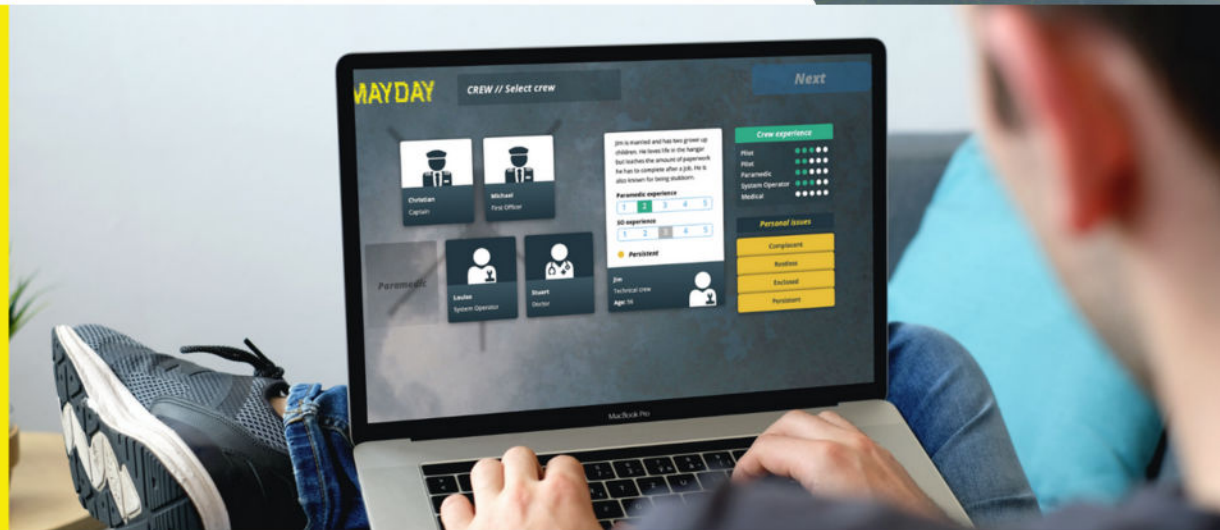 MAYDAY
CREW // Select crew
Next
Christian
Captain
Michael
First Officer
Paramedic
Louise
System Operator
Stuart
Doctor
Jim is married and has two grown up
children. He loves life in the hangar
but loathes the amount of paperwork
he has to complete after a job. He is
also known for being stubborn.
Paramedic experience
1 2 3 4 5
SO experience
1 2 3 4 5
Persistent
Jim
Technical crew
Age: 56
Crew experience
Pilot
Pilot
Paramedic
System Operator
Medical
Personal issues
Complacent
Restless
Enclosed
Persistent
MacBook Pro